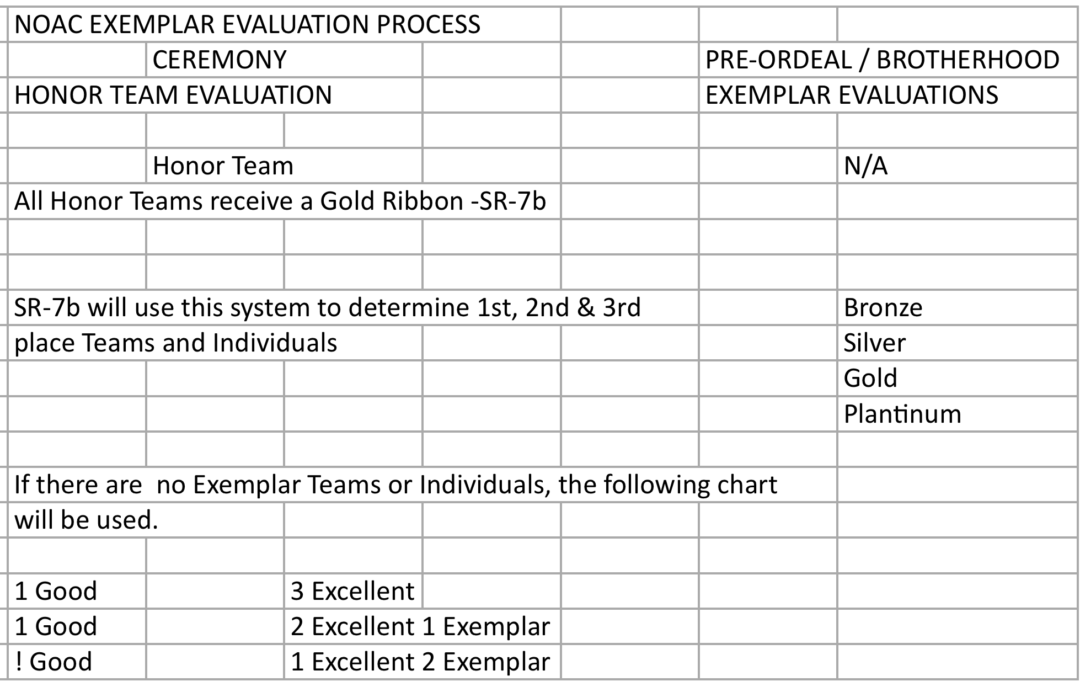 NOAC EXEMPLAR EVALUATION PROCESS
CEREMONY PRE-ORDEAL / BROTHERHOOD
HONOR TEAM EVALUATION EXEMPLAR EVALUATIONS
Honor Team N/A
All Honor Teams receive a Gold Ribbon -SR-7b
SR-7b will use this system to determine 1st, 2nd & 3rd Bronze
place Teams and Individuals Silver
Gold
Plantinum
If there are  no Exemplar Teams or Individuals, the following chart
will be used.
1 Good 3 Excellent
1 Good 2 Excellent 1 Exemplar
! Good 1 Excellent 2 Exemplar